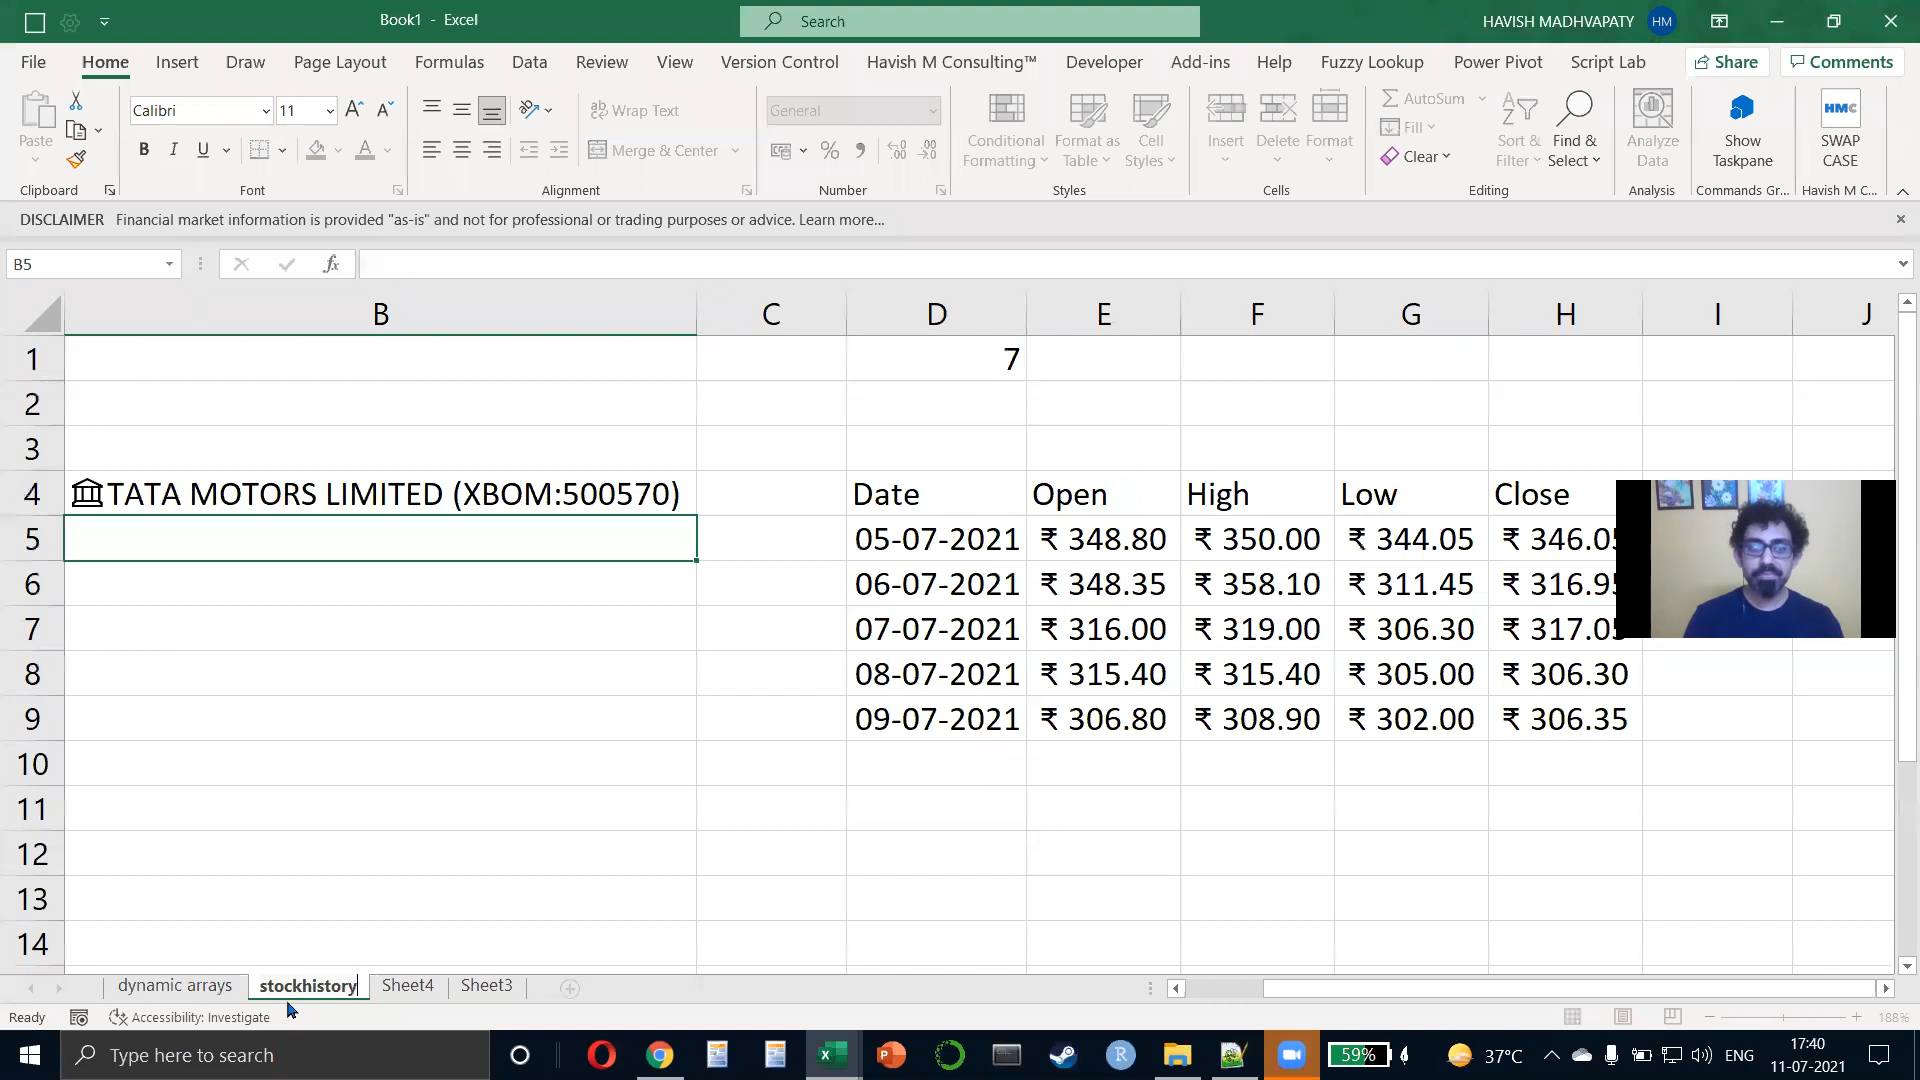 Book1 - Excel
Search
HAVISH MADHVAPATY HM
File Home Insert Draw Page Layout Formulas Data Review View Version Control Havish M Consulting™ Developer Add-ins Help Fuzzy Lookup Power Pivot Script Lab Share Comments
Paste
Clipboard
Calibri 11 A A
B I U A
Font
ab Wrap Text
Merge & Center
Alignment
General
% 
Number
Conditional Formatting
Format as Table
Cell Styles
Styles
Insert Delete Format
Cells
AutoSum
Fill
Clear
Sort & Filter
Find & Select
Editing
Analyze Data
Analysis
Show Taskpane
Commands Gr...
HMC
SWAP CASE
Havish M C...
DISCLAIMER Financial market information is provided "as-is" and not for professional or trading purposes or advice. Learn more...
B5 fx
B C D E F G H I J
1 7
2
3
4 TATA MOTORS LIMITED (XBOM:500570) Date Open High Low Close
5 05-07-2021 ₹ 348.80 ₹ 350.00 ₹ 344.05 ₹ 346.05
6 06-07-2021 ₹ 348.35 ₹ 358.10 ₹ 311.45 ₹ 316.95
7 07-07-2021 ₹ 316.00 ₹ 319.00 ₹ 306.30 ₹ 317.05
8 08-07-2021 ₹ 315.40 ₹ 315.40 ₹ 305.00 ₹ 306.30
9 09-07-2021 ₹ 306.80 ₹ 308.90 ₹ 302.00 ₹ 306.35
10
11
12
13
14
dynamic arrays stockhistory Sheet4 Sheet3
Ready Accessibility: Investigate 188%
Type here to search
59% 37°C ENG
17:40
11-07-2021